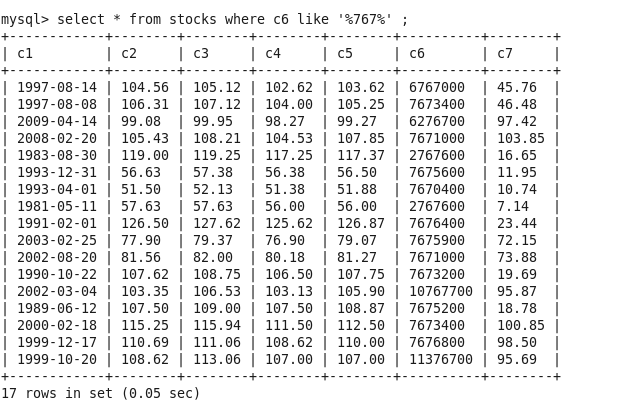 mysql> select * from stocks where c6 like '%767%' ;
+------------+--------+--------+--------+--------+----------+--------+
| c1         | c2     | c3     | c4     | c5     | c6       | c7     |
+------------+--------+--------+--------+--------+----------+--------+
| 1997-08-14 | 104.56 | 105.12 | 102.62 | 103.62 | 6767000  | 45.76  |
| 1997-08-08 | 106.31 | 107.12 | 104.00 | 105.25 | 7673400  | 46.48  |
| 2009-04-14 | 99.08  | 99.95  | 98.27  | 99.27  | 6276700  | 97.42  |
| 2008-02-20 | 105.43 | 108.21 | 104.53 | 107.85 | 7671000  | 103.85 |
| 1983-08-30 | 119.00 | 119.25 | 117.25 | 117.37 | 2767600  | 16.65  |
| 1993-12-31 | 56.63  | 57.38  | 56.38  | 56.50  | 7675600  | 11.95  |
| 1993-04-01 | 51.50  | 52.13  | 51.38  | 51.88  | 7670400  | 10.74  |
| 1981-05-11 | 57.63  | 57.63  | 56.00  | 56.00  | 2767600  | 7.14   |
| 1991-02-01 | 126.50 | 127.62 | 125.62 | 126.87 | 7676400  | 23.44  |
| 2003-02-25 | 77.90  | 79.37  | 76.90  | 79.07  | 7675900  | 72.15  |
| 2002-08-20 | 81.56  | 82.00  | 80.18  | 81.27  | 7671000  | 73.88  |
| 1990-10-22 | 107.62 | 108.75 | 106.50 | 107.75 | 7673200  | 19.69  |
| 2002-03-04 | 103.35 | 106.53 | 103.13 | 105.90 | 10767700 | 95.87  |
| 1989-06-12 | 107.50 | 109.00 | 107.50 | 108.87 | 7675200  | 18.78  |
| 2000-02-18 | 115.25 | 115.94 | 111.50 | 112.50 | 7673400  | 100.85 |
| 1999-12-17 | 110.69 | 111.06 | 108.62 | 110.00 | 7676800  | 98.50  |
| 1999-10-20 | 108.62 | 113.06 | 107.00 | 107.00 | 11376700 | 95.69  |
+------------+--------+--------+--------+--------+----------+--------+
17 rows in set (0.05 sec)